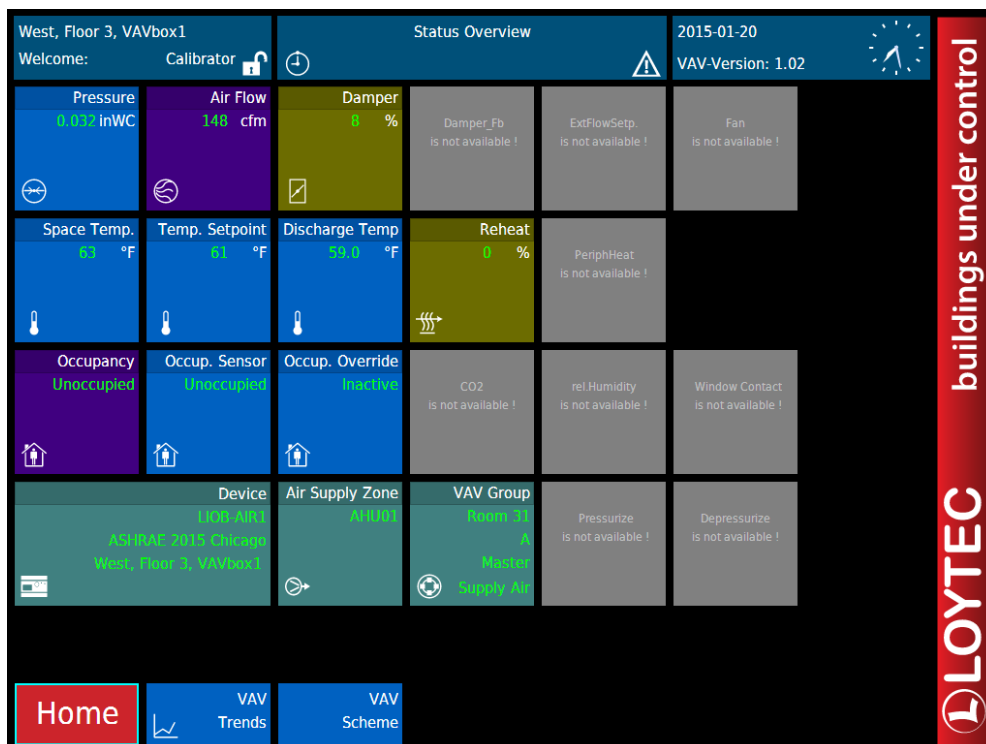 West, Floor 3, VAVbox1
Welcome: Calibrator
Status Overview
2015-01-20
VAV-Version: 1.02
Pressure
0.032 inWC
Air Flow
148 cfm
Damper
8 %
Damper_Fb
is not available !
ExtFlowSetp.
is not available !
Fan
is not available !
Space Temp.
63 °F
Temp. Setpoint
61 °F
Discharge Temp
59.0 °F
Reheat
0 %
PeriphHeat
is not available !
Occupancy
Unoccupied
Occup. Sensor
Unoccupied
Occup. Override
Inactive
CO2
is not available !
rel.Humidity
is not available !
Window Contact
is not available !
Device
LIOB-AIR1
ASHRAE 2015 Chicago
West, Floor 3, VAVbox1
Air Supply Zone
AHU01
VAV Group
Room 31
A
Master
Supply Air
Pressurize
is not available !
Depressurize
is not available !
Home
VAV
Trends
VAV
Scheme
LOYTEC
buildings under control